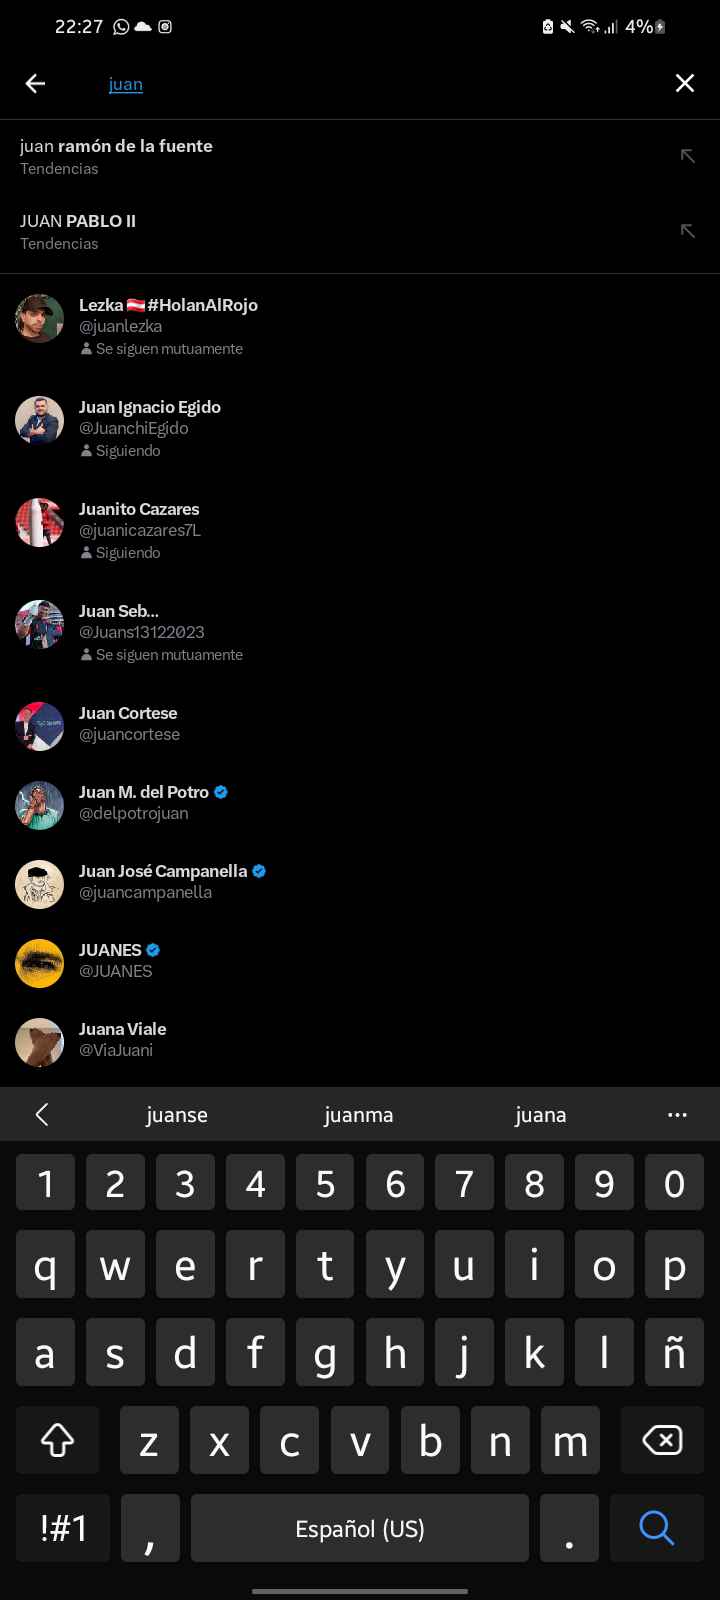 22:27 4%
juan
juan ramón de la fuente
Tendencias
JUAN PABLO II
Tendencias
Lezka 🇦🇹#HolanAlRojo
@juanlezka
Se siguen mutuamente
Juan Ignacio Egido
@JuanchiEgido
Siguiendo
Juanito Cazares
@juanicazares7L
Siguiendo
Juan Seb...
@Juans13122023
Se siguen mutuamente
Juan Cortese
@juancortese
Juan M. del Potro
@delpotrojuan
Juan José Campanella
@juancampanella
JUANES
@JUANES
Juana Viale
@ViaJuani
juanse juanma juana ...
1 2 3 4 5 6 7 8 9 0
q w e r t y u i o p
a s d f g h j k l ñ
z x c v b n m
!#1 , Español (US) .